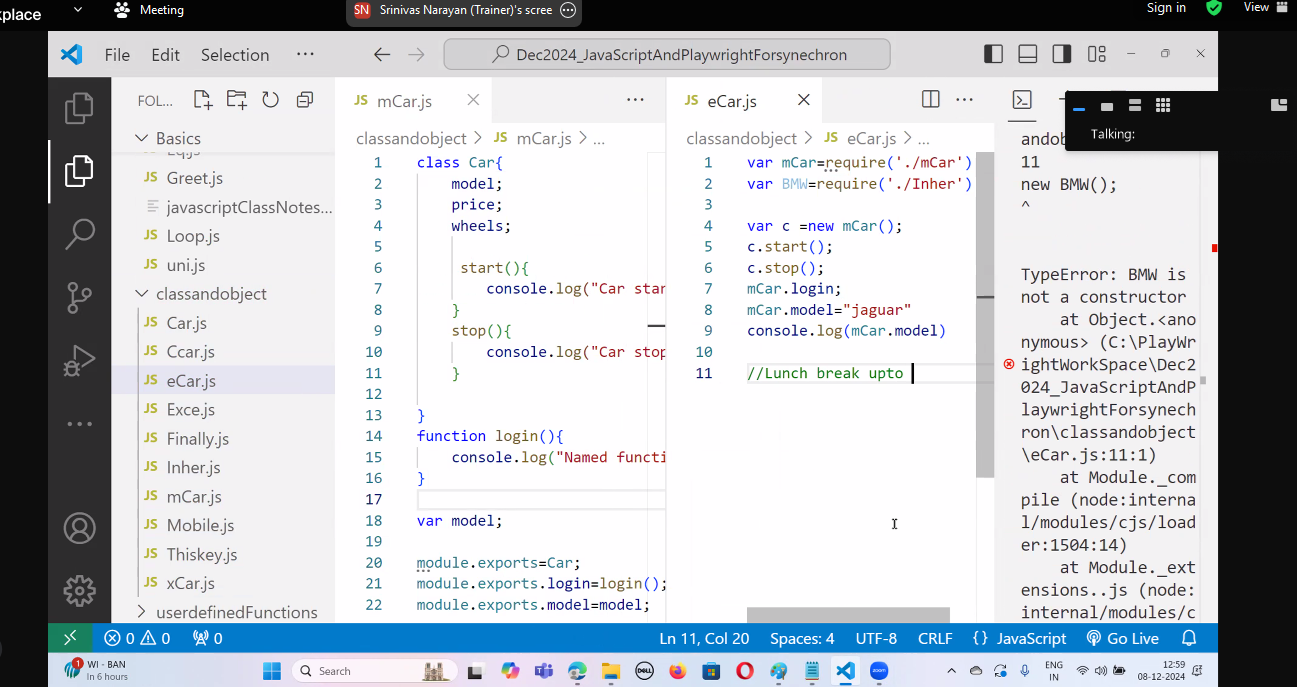 kplace
Meeting
SN Srinivas Narayan (Trainer)'s scree
Sign in
View
File Edit Selection ...
Dec2024_JavaScriptAndPlaywrightForsynechron
FOL...
Basics
JS Greet.js
javascriptClassNotes...
JS Loop.js
JS uni.js
classandobject
JS Car.js
JS Ccar.js
JS eCar.js
JS Exce.js
JS Finally.js
JS Inher.js
JS mCar.js
JS Mobile.js
JS Thiskey.js
JS xCar.js
userdefinedFunctions
JS mCar.js
classandobject > JS mCar.js > ...
1 class Car{
2 model;
3 price;
4 wheels;
5
6 start(){
7 console.log("Car star
8 }
9 stop(){
10 console.log("Car stop
11 }
12
13 }
14 function login(){
15 console.log("Named functi
16 }
17
18 var model;
19
20 module.exports=Car;
21 module.exports.login=login();
22 module.exports.model=model;
JS eCar.js
classandobject > JS eCar.js > ...
1 var mCar=require('./mCar')
2 var BMW=require('./Inher')
3
4 var c =new mCar();
5 c.start();
6 c.stop();
7 mCar.login;
8 mCar.model="jaguar"
9 console.log(mCar.model)
10
11 //Lunch break upto
Talking:
andob
11
new BMW();
^
TypeError: BMW is
not a constructor
at Object.<ano
nymous> (C:\PlayWr
ightWorkSpace\Dec2
024_JavaScriptAndP
laywrightForsynech
ron\classandobject
\eCar.js:11:1)
at Module._com
pile (node:interna
l/modules/cjs/load
er:1504:14)
at Module._ext
ensions..js (node:
internal/modules/c
0 0 0
Ln 11, Col 20 Spaces: 4 UTF-8 CRLF {} JavaScript Go Live
1 WI - BAN
In 6 hours
Search
DELL
zoom
ENG
IN
12:59
08-12-2024